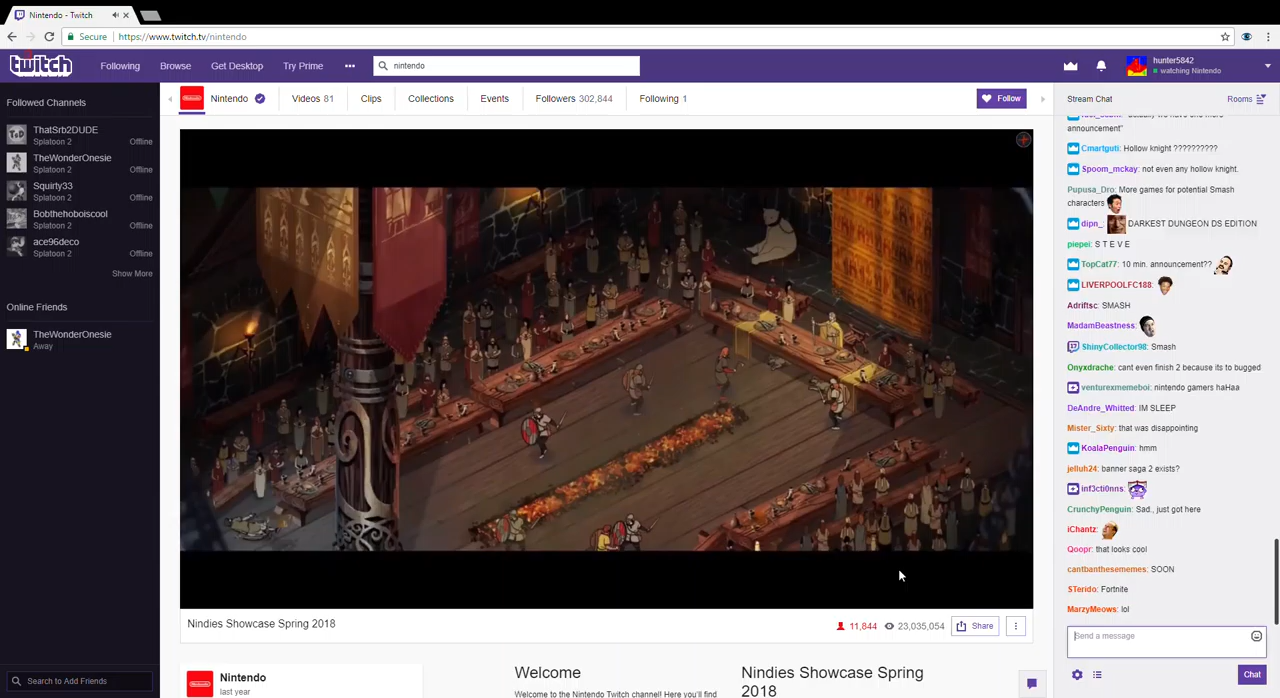 Nintendo - Twitch
Secure https://www.twitch.tv/nintendo
twitch Following Browse Get Desktop Try Prime nintendo
hunter5842
watching Nintendo
Followed Channels
ThatSrb2DUDE
Splatoon 2 Offline
TheWonderOnesie
Splatoon 2 Offline
Squirty33
Splatoon 2 Offline
Bobthehoboiscool
Splatoon 2 Offline
ace96deco
Splatoon 2 Offline
Show More
Online Friends
TheWonderOnesie
Away
Search to Add Friends
Nintendo Videos 81 Clips Collections Events Followers 302,844 Following 1 Follow
Nindies Showcase Spring 2018
11,844 23,035,054 Share
Nintendo
last year
Welcome
Welcome to the Nintendo Twitch channel! Here you'll find
Nindies Showcase Spring
2018
Stream Chat Rooms
announcement"
Cmartguti: Hollow knight ??????????
Spoom_mckay: not even any hollow knight.
Pupusa_Dro: More games for potential Smash
characters
dipn_: DARKEST DUNGEON DS EDITION
piepei: S T E V E
TopCat77: 10 min. announcement??
LIVERPOOLFC188:
Adriftsc: SMASH
MadamBeastness:
ShinyCollector98: Smash
Onyxdrache: cant even finish 2 because its to bugged
venturexmemeboi: nintendo gamers haHaa
DeAndre_Whitted: IM SLEEP
Mister_Sixty: that was disappointing
KoalaPenguin: hmm
jelluh24: banner saga 2 exists?
inf3cti0nns:
CrunchyPenguin: Sad., just got here
iChantz:
Qoopr: that looks cool
cantbanthesememes: SOON
STerido: Fortnite
MarzyMeows: lol
Send a message
Chat